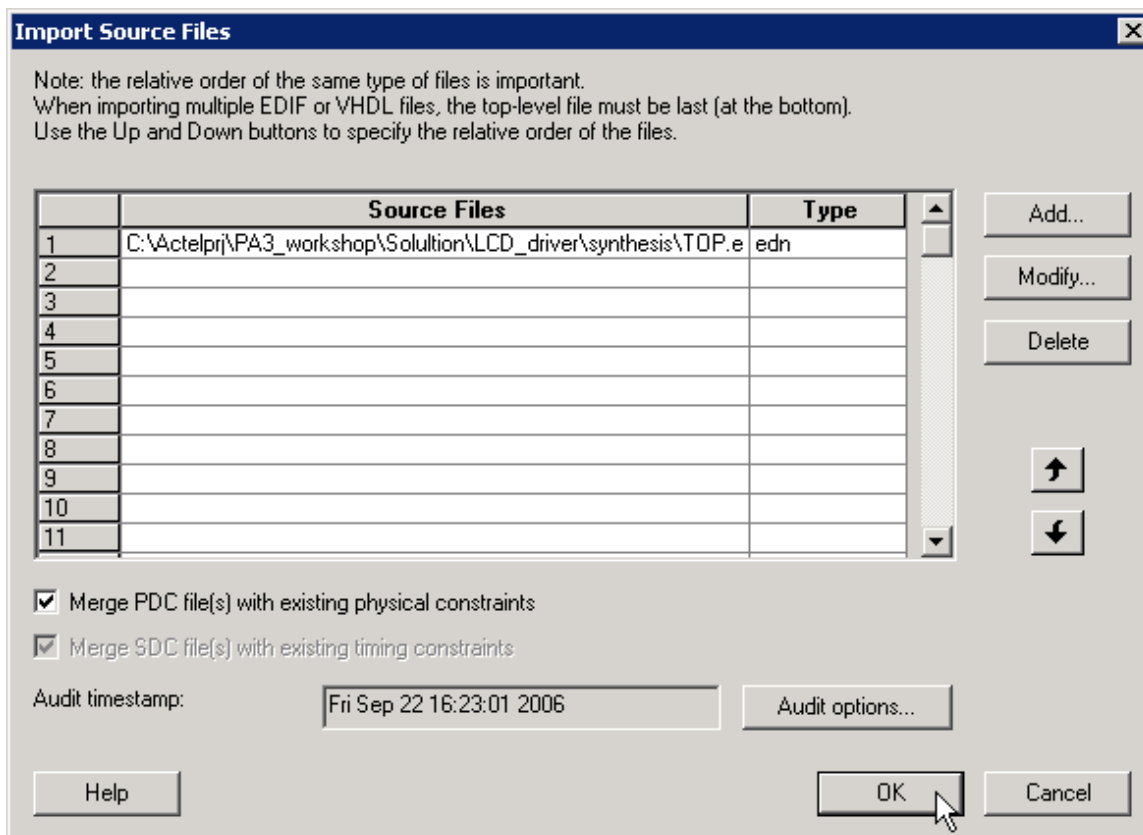 Import Source Files
Note: the relative order of the same type of files is important.
When importing multiple EDIF or VHDL files, the top-level file must be last (at the bottom).
Use the Up and Down buttons to specify the relative order of the files.
Source Files Type
Add...
1 C:\Actelprj\PA3_workshop\Solultion\LCD_driver\synthesis\TOP.e edn
2
Modify...
3
4
Delete
5
6
7
8
9
10
11
Merge PDC file(s) with existing physical constraints
Merge SDC file(s) with existing timing constraints
Audit timestamp: Fri Sep 22 16:23:01 2006 Audit options...
Help OK Cancel